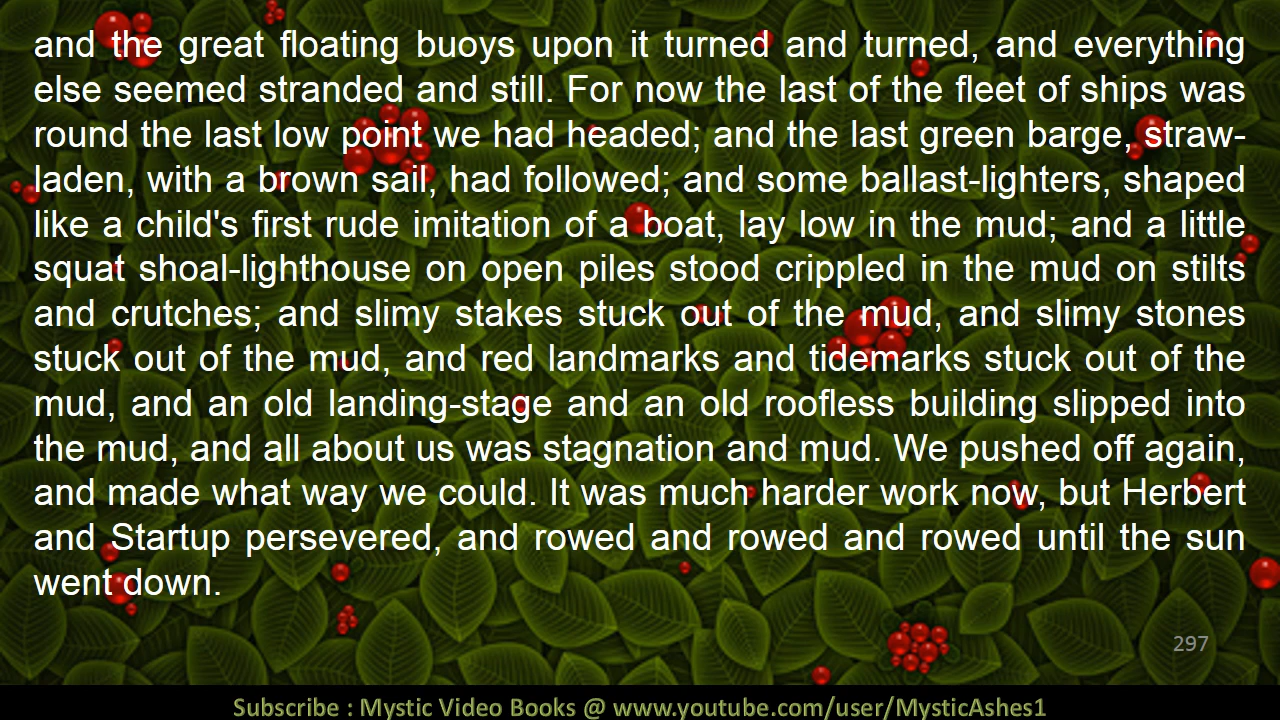 and the great floating buoys upon it turned and turned, and everything
else seemed stranded and still. For now the last of the fleet of ships was
round the last low point we had headed; and the last green barge, straw-
laden, with a brown sail, had followed; and some ballast-lighters, shaped
like a child's first rude imitation of a boat, lay low in the mud; and a little
squat shoal-lighthouse on open piles stood crippled in the mud on stilts
and crutches; and slimy stakes stuck out of the mud, and slimy stones
stuck out of the mud, and red landmarks and tidemarks stuck out of the
mud, and an old landing-stage and an old roofless building slipped into
the mud, and all about us was stagnation and mud. We pushed off again,
and made what way we could. It was much harder work now, but Herbert
and Startup persevered, and rowed and rowed and rowed until the sun
went down.
297
Subscribe : Mystic Video Books @ www.youtube.com/user/MysticAshes1